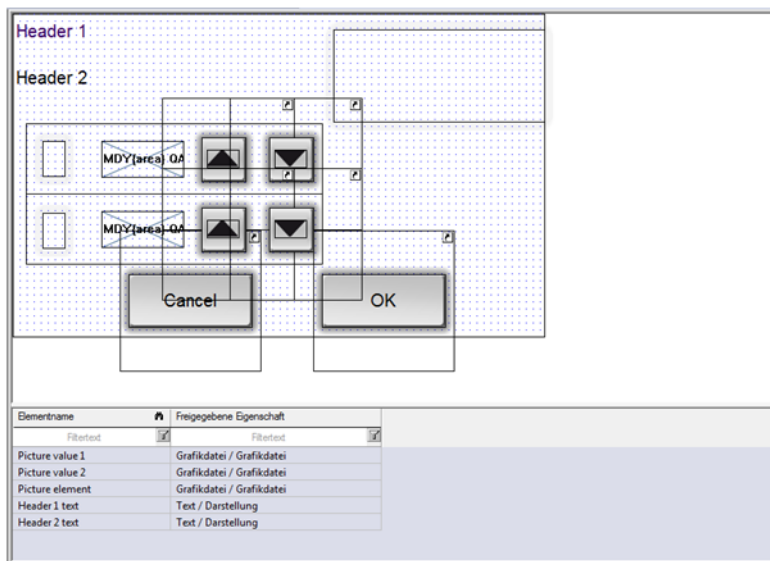 Header 1
Header 2
MDY{area} QA
MDY{area} QA
Cancel OK
Elementname Freigegebene Eigenschaft
Filtertext Filtertext
Picture value 1 Grafikdatei / Grafikdatei
Picture value 2 Grafikdatei / Grafikdatei
Picture element Grafikdatei / Grafikdatei
Header 1 text Text / Darstellung
Header 2 text Text / Darstellung